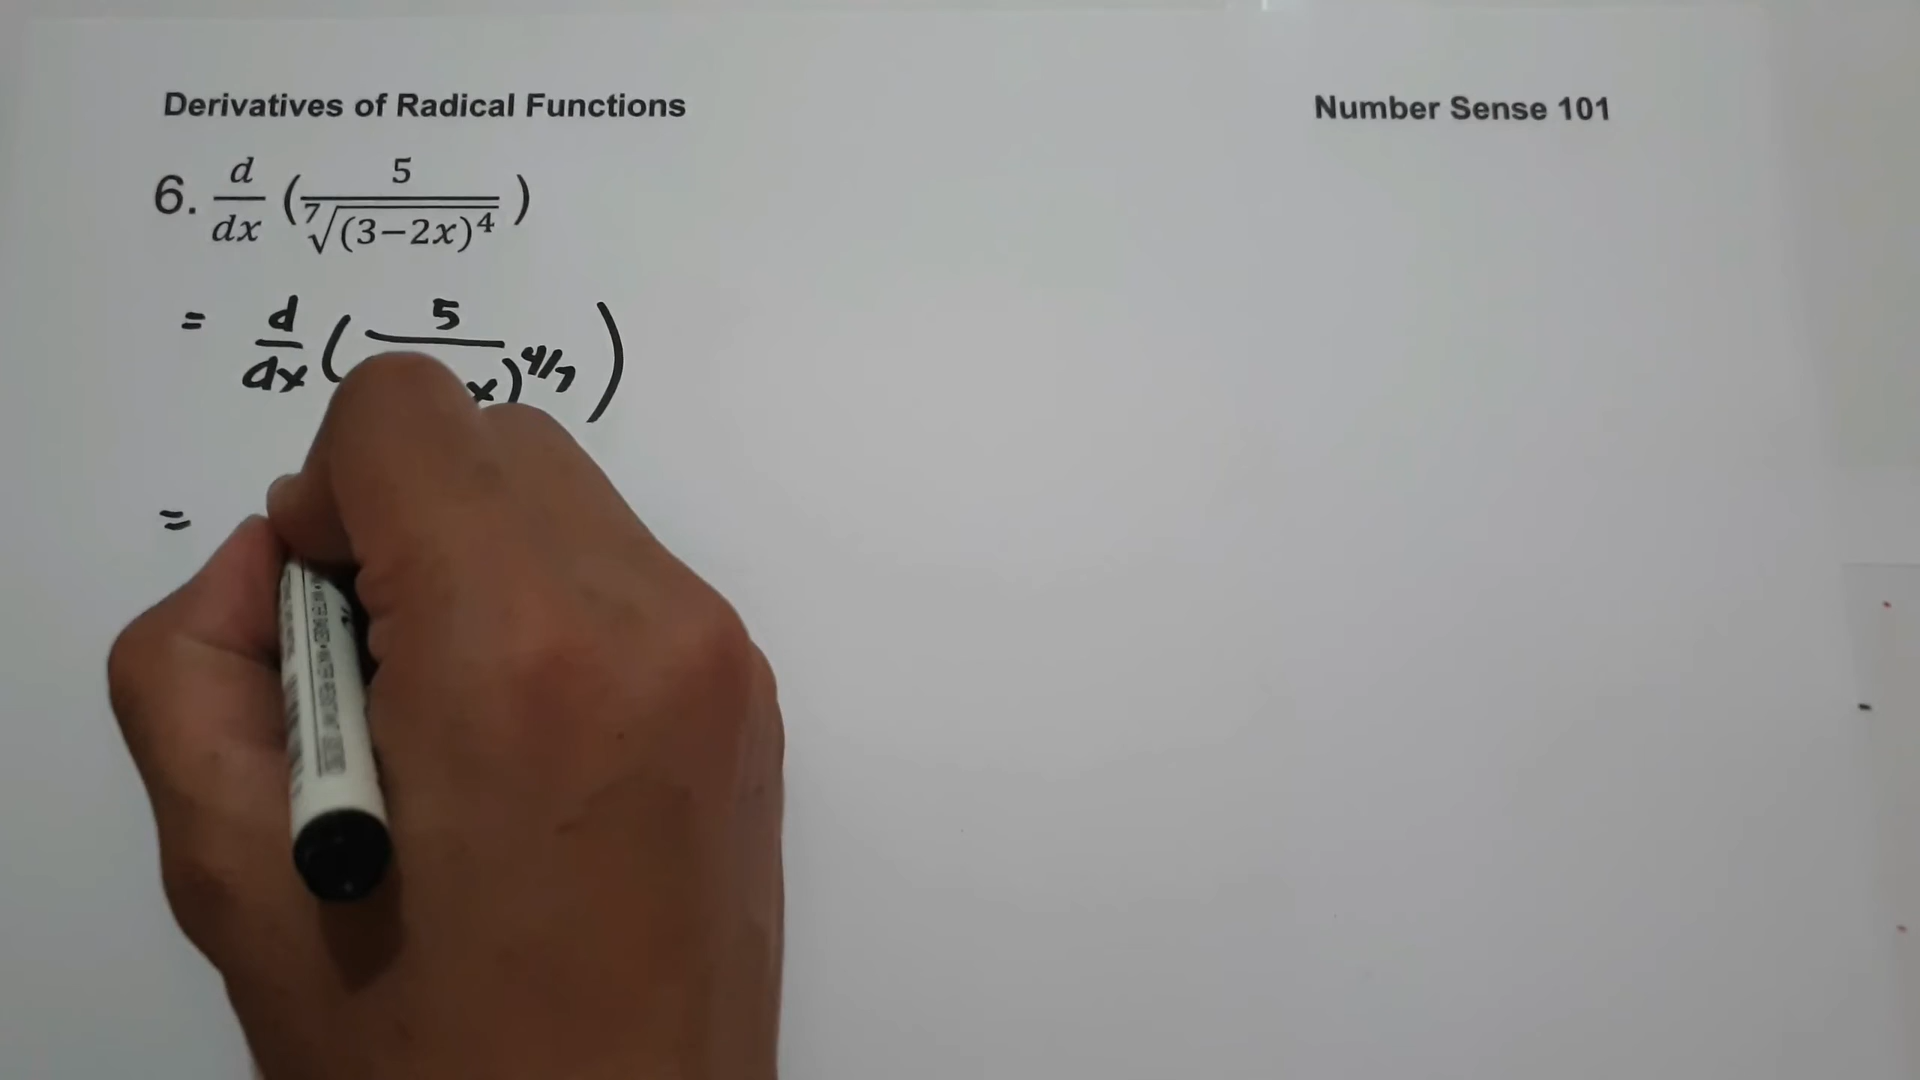 Derivatives of Radical Functions Number Sense 101
6. d/dx (5/⁷√(3−2x)⁴)
= d/dx (5/ x)^4/7)
=